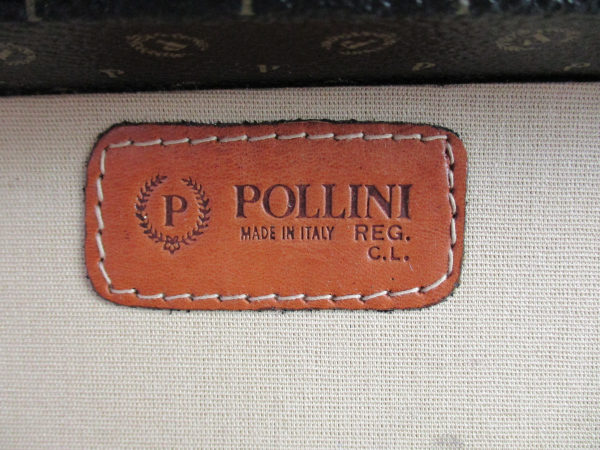 P POLLINI
MADE IN ITALY REG.
C.L.